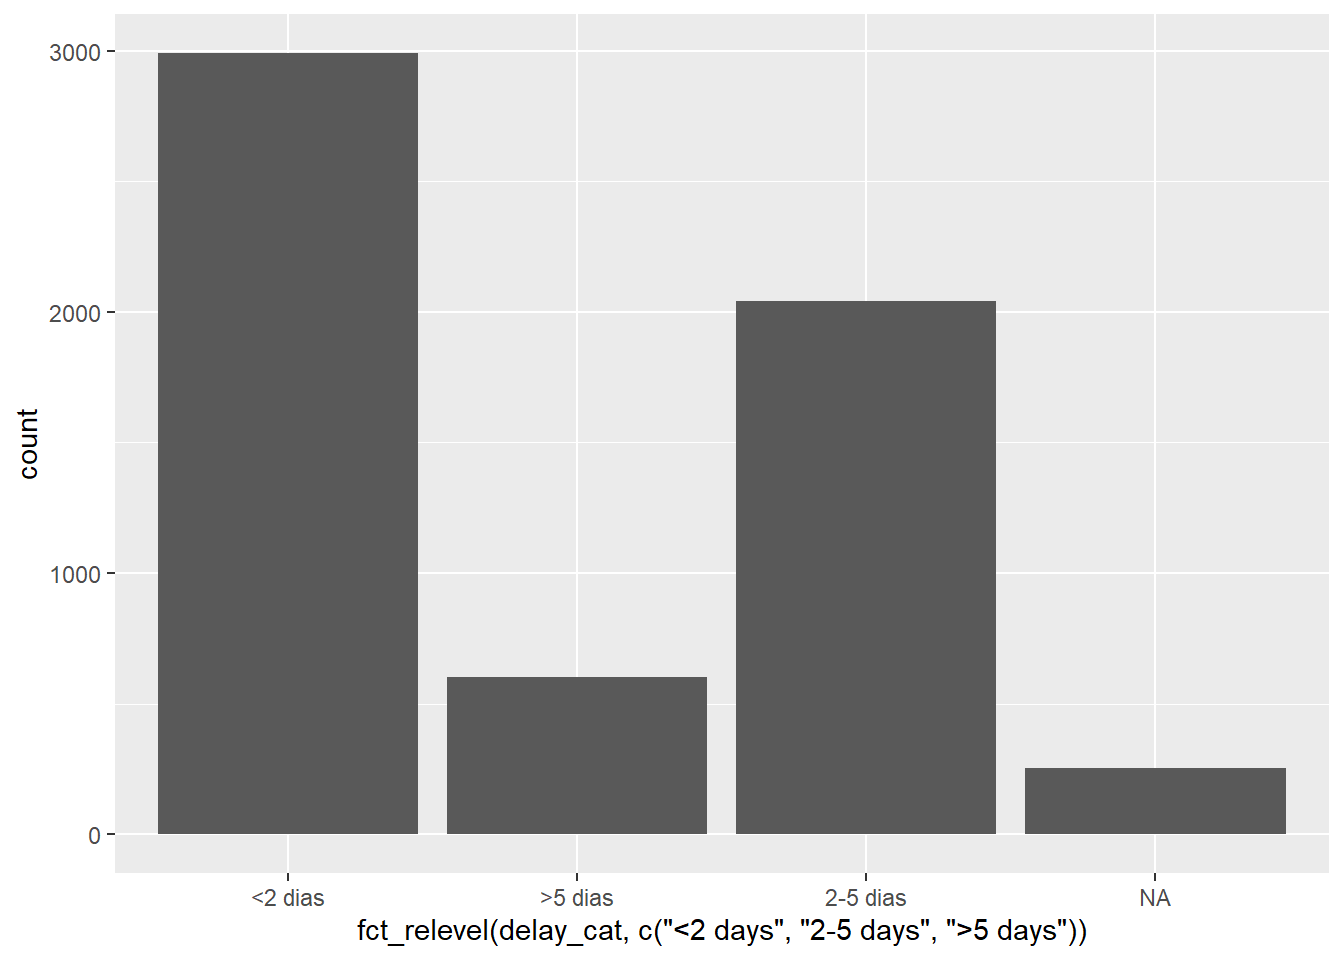 3000
2000
1000
0
count
<2 dias
>5 dias
2-5 dias
NA
fct_relevel(delay_cat, c("<2 days", "2-5 days", ">5 days"))